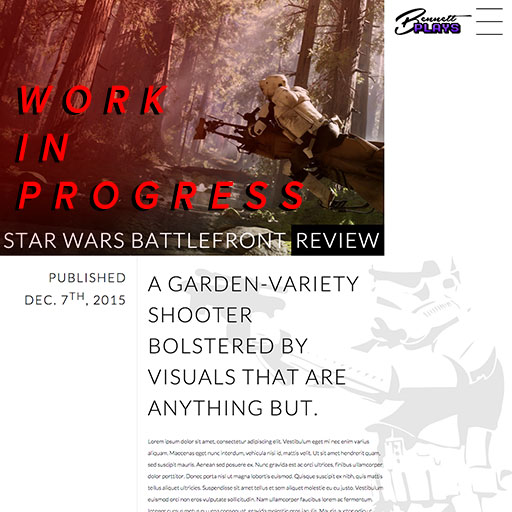 Bennett
PLAYS
WORK
IN
PROGRESS
STAR WARS BATTLEFRONT REVIEW
PUBLISHED
DEC. 7TH, 2015
A GARDEN-VARIETY
SHOOTER
BOLSTERED BY
VISUALS THAT ARE
ANYTHING BUT.
Lorem ipsum dolor sit amet, consectetur adipiscing elit. Vestibulum eget mi nec enim varius
aliquam. Maecenas eget nunc interdum, vehicula nisi id, mattis velit. Ut sit amet hendrerit quam,
sed suscipit mauris. Aenean sed posuere ex. Nunc gravida est ac orci ultrices, finibus ullamcorper
dolor porttitor. Donec porta nisi ut magna lobortis euismod. Quisque nec nibh quis, quis mattis
tellus aliquet ultricies. Suspendisse sit amet tellus et sem aliquet molestie eu eu justo. Vestibulum
euismod orci non eros vulputate sollicitudin. Nam ullamcorper faucibus lorem ac fermentum.